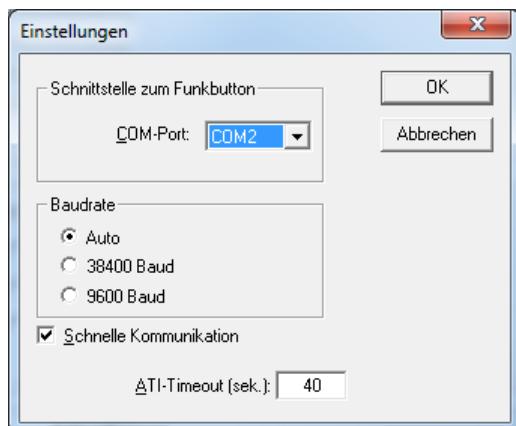 Einstellungen
Schnittstelle zum Funkbutton
COM-Port: COM2
OK
Abbrechen
Baudrate
Auto
38400 Baud
9600 Baud
Schnelle Kommunikation
ATI-Timeout (sek.): 40